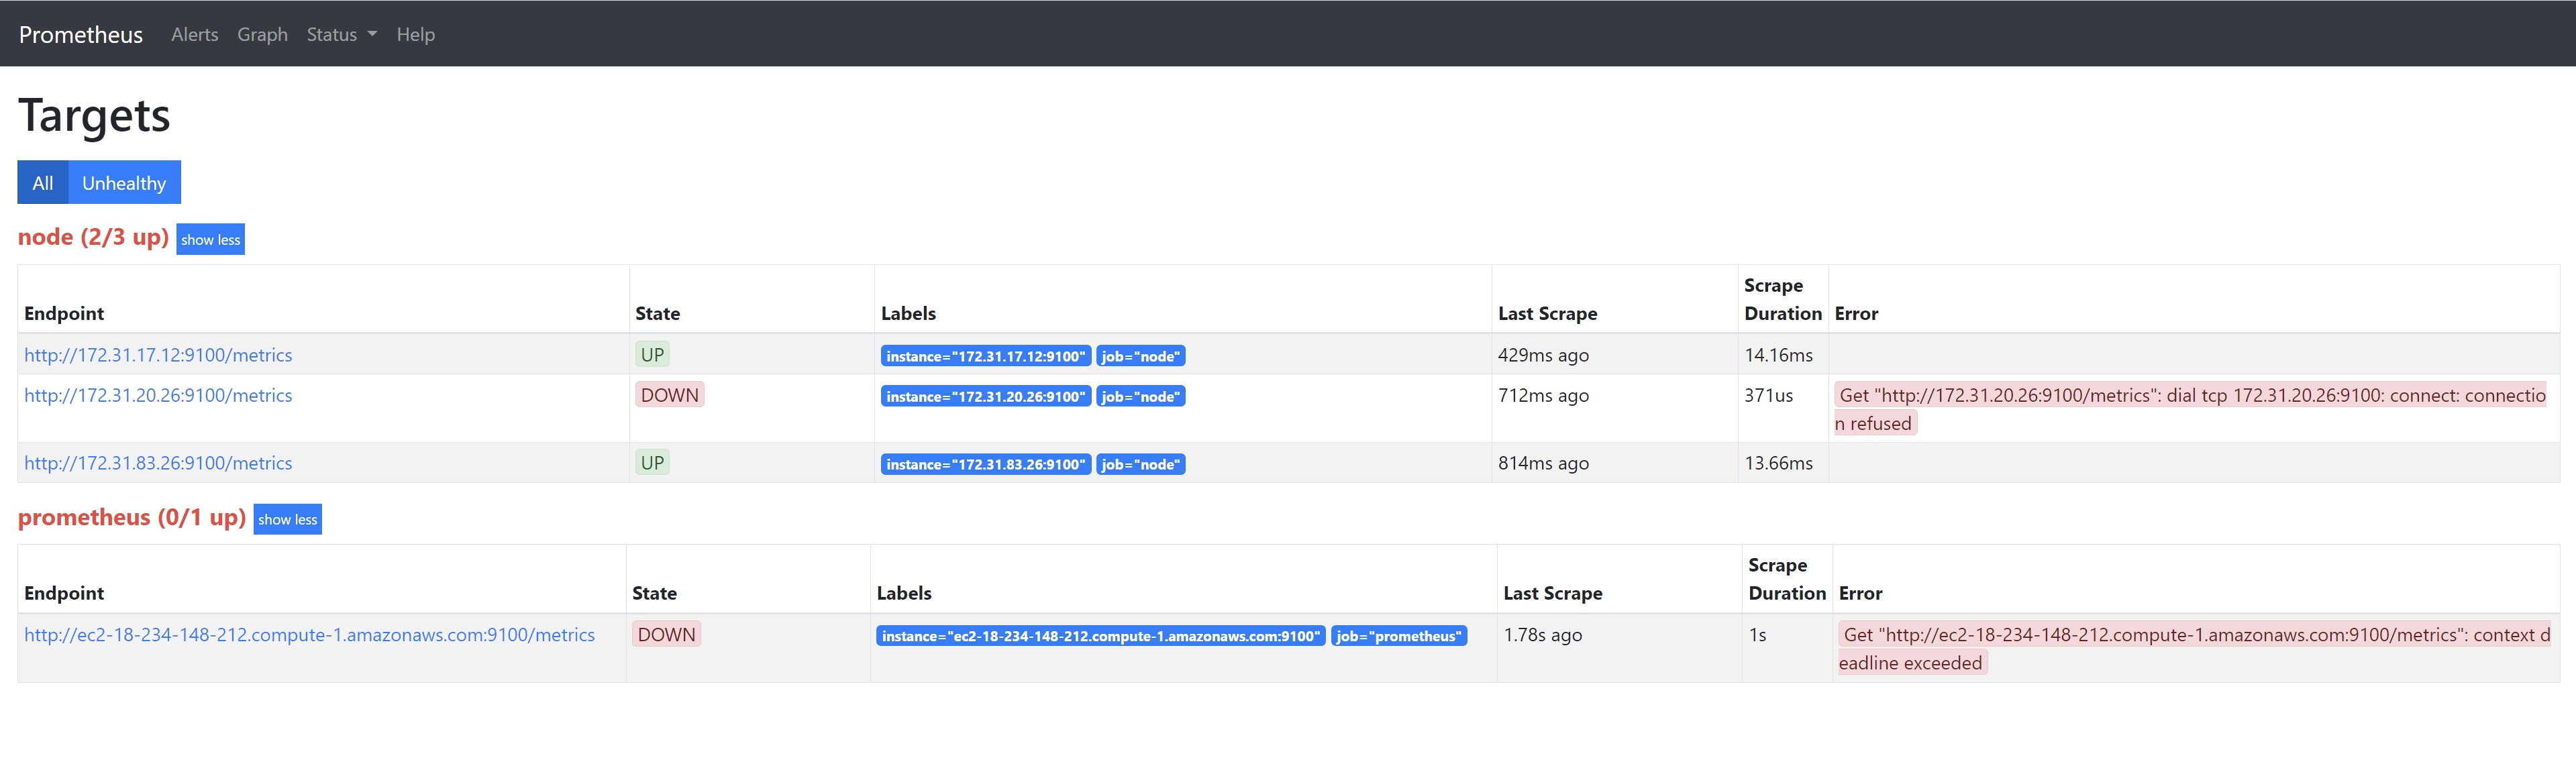 Prometheus Alerts Graph Status Help
Targets
All Unhealthy
node (2/3 up) show less
Endpoint State Labels Last Scrape Scrape Duration Error
http://172.31.17.12:9100/metrics UP instance="172.31.17.12:9100" job="node" 429ms ago 14.16ms
http://172.31.20.26:9100/metrics DOWN instance="172.31.20.26:9100" job="node" 712ms ago 371us Get "http://172.31.20.26:9100/metrics": dial tcp 172.31.20.26:9100: connect: connectio
n refused
http://172.31.83.26:9100/metrics UP instance="172.31.83.26:9100" job="node" 814ms ago 13.66ms
prometheus (0/1 up) show less
Endpoint State Labels Last Scrape Scrape Duration Error
http://ec2-18-234-148-212.compute-1.amazonaws.com:9100/metrics DOWN instance="ec2-18-234-148-212.compute-1.amazonaws.com:9100" job="prometheus" 1.78s ago 1s Get "http://ec2-18-234-148-212.compute-1.amazonaws.com:9100/metrics": context d
eadline exceeded